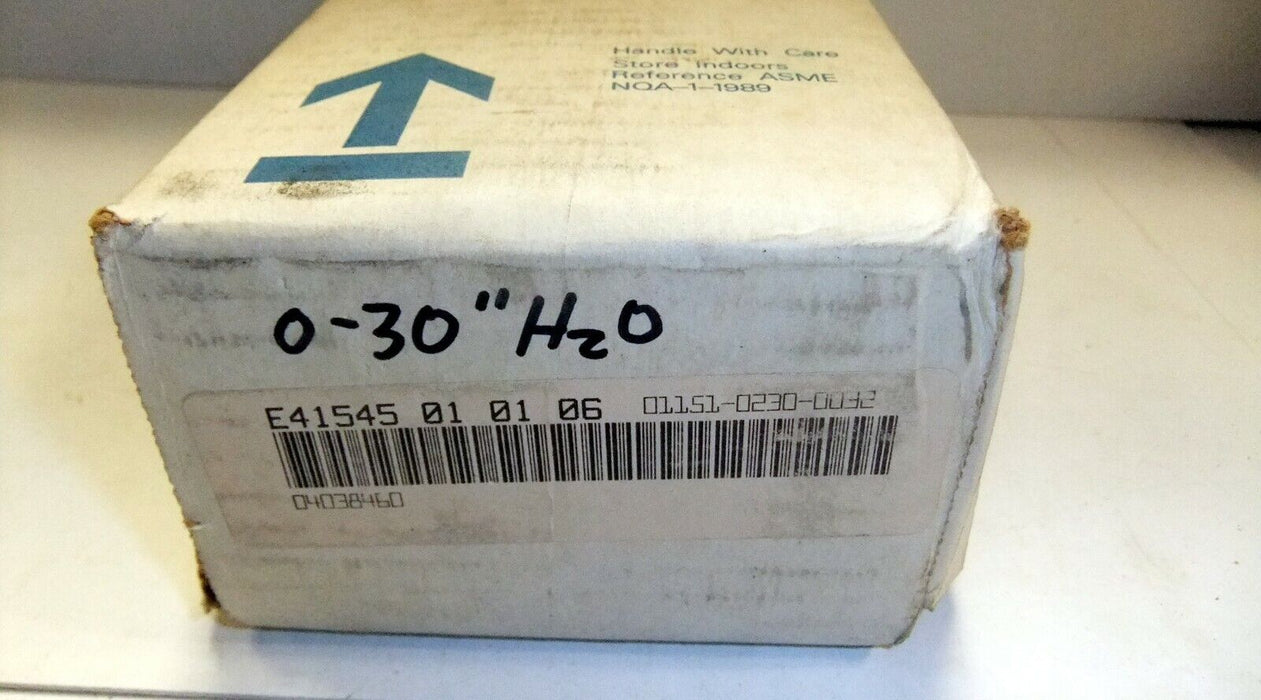 Handle With Care
Store Indoors
Reference ASME
NQA-1-1989
0-30" H₂O
E41545 01 01 06 01151-0230-0032
04038460